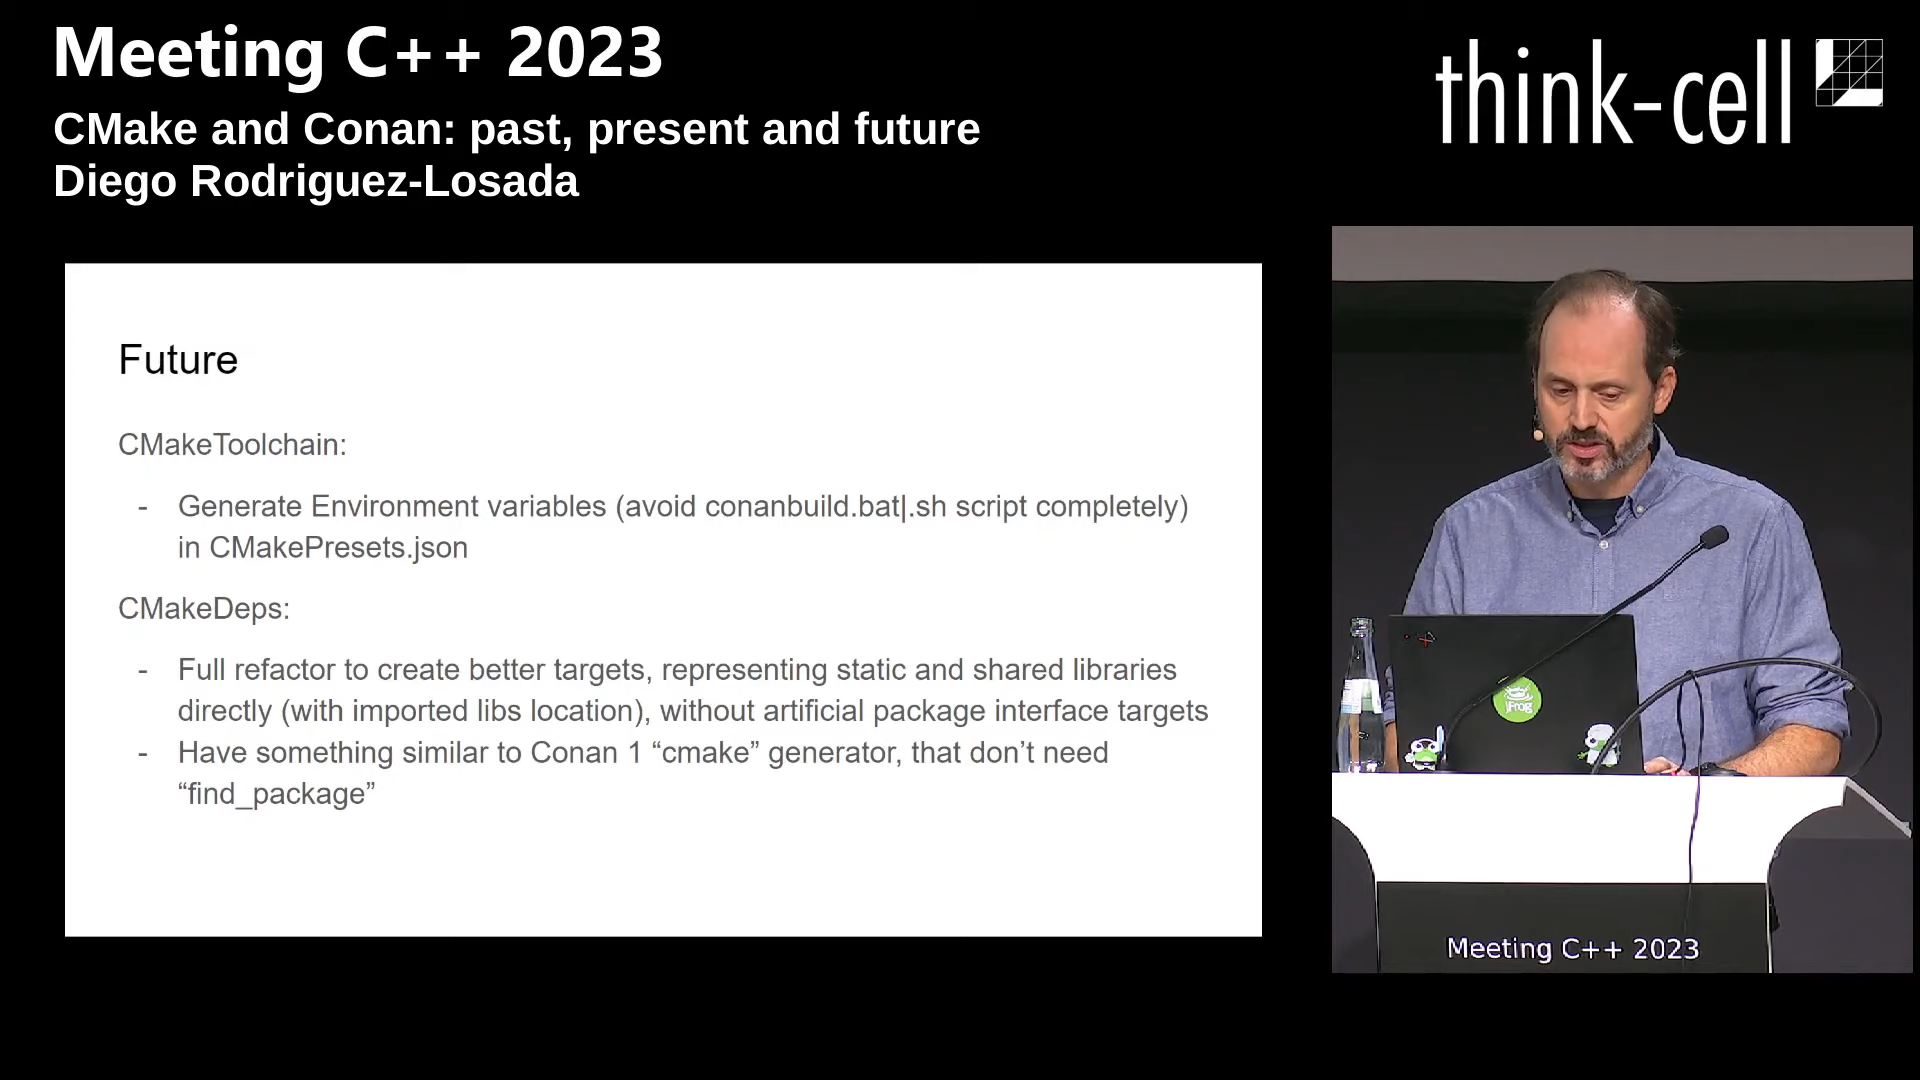 Meeting C++ 2023
CMake and Conan: past, present and future
Diego Rodriguez-Losada
think-cell
Future
CMakeToolchain:
- Generate Environment variables (avoid conanbuild.bat|.sh script completely)
in CMakePresets.json
CMakeDeps:
- Full refactor to create better targets, representing static and shared libraries
directly (with imported libs location), without artificial package interface targets
- Have something similar to Conan 1 “cmake” generator, that don’t need
“find_package”
JFrog
Meeting C++ 2023